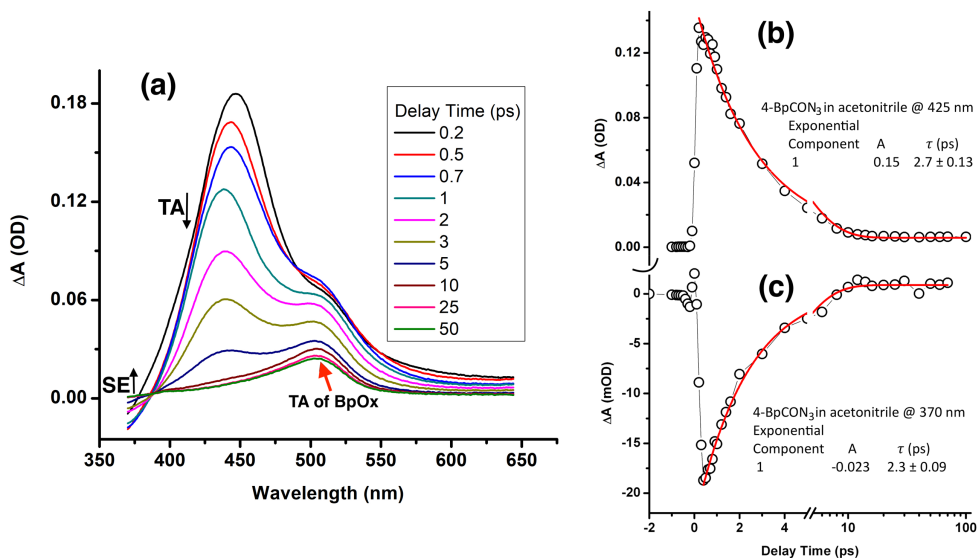 (a)
ΔA (OD)
0.18
0.12
0.06
0.00
TA
SE
TA of BpOx
Delay Time (ps)
0.2
0.5
0.7
1
2
3
5
10
25
50
350 400 450 500 550 600 650
Wavelength (nm)
(b)
ΔA (OD)
0.12
0.08
0.04
0.00
4-BpCON₃ in acetonitrile @ 425 nm
Exponential
Component A τ (ps)
1 0.15 2.7 ± 0.13
(c)
ΔA (mOD)
0
-5
-10
-15
-20
4-BpCON₃ in acetonitrile @ 370 nm
Exponential
Component A τ (ps)
1 -0.023 2.3 ± 0.09
-2 0 2 4 10 100
Delay Time (ps)